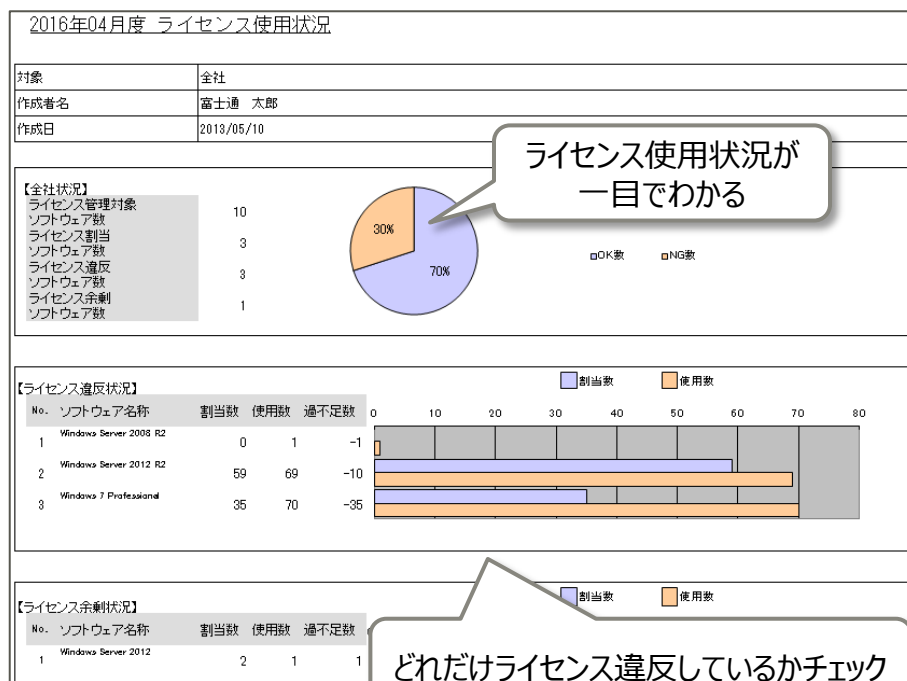 2016年04月度 ライセンス使用状況
対象 全社
作成者名 富士通 太郎
作成日 2013/05/10
ライセンス使用状況が
一目でわかる
【全社状況】
ライセンス管理対象
ソフトウェア数 10
ライセンス割当
ソフトウェア数 3
ライセンス違反
ソフトウェア数 3
ライセンス余剰
ソフトウェア数 1
30%
70%
OK数 NG数
【ライセンス違反状況】
割当数 使用数
No. ソフトウェア名称 割当数 使用数 過不足数 0 10 20 30 40 50 60 70 80
1 Windows Server 2008 R2 0 1 -1
2 Windows Server 2012 R2 59 69 -10
3 Windows 7 Professional 35 70 -35
【ライセンス余剰状況】
割当数 使用数
No. ソフトウェア名称 割当数 使用数 過不足数
1 Windows Server 2012 2 1 1
どれだけライセンス違反しているかチェック